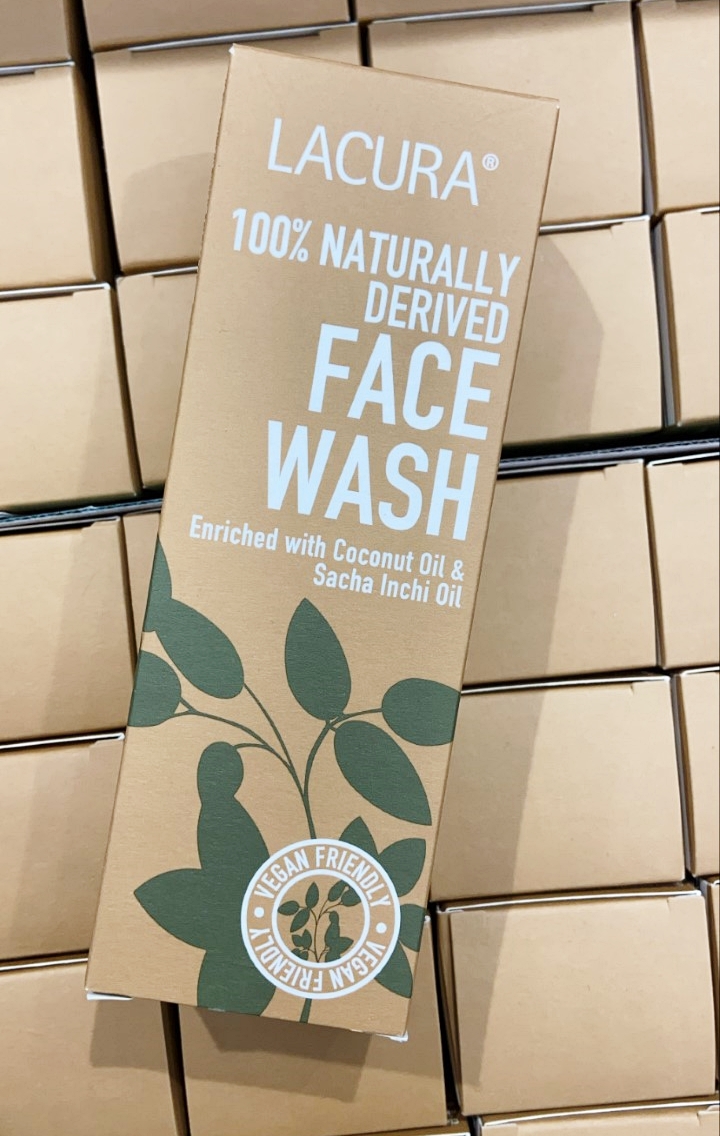 LACURA®
100% NATURALLY
DERIVED
FACE
WASH
Enriched with Coconut Oil &
Sacha Inchi Oil
VEGAN FRIENDLY
VEGAN FRIENDLY